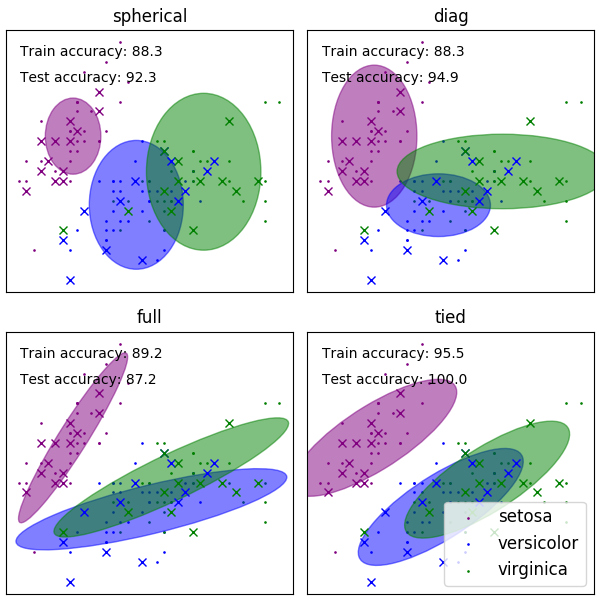 spherical
Train accuracy: 88.3
Test accuracy: 92.3
diag
Train accuracy: 88.3
Test accuracy: 94.9
full
Train accuracy: 89.2
Test accuracy: 87.2
tied
Train accuracy: 95.5
Test accuracy: 100.0
setosa
versicolor
virginica